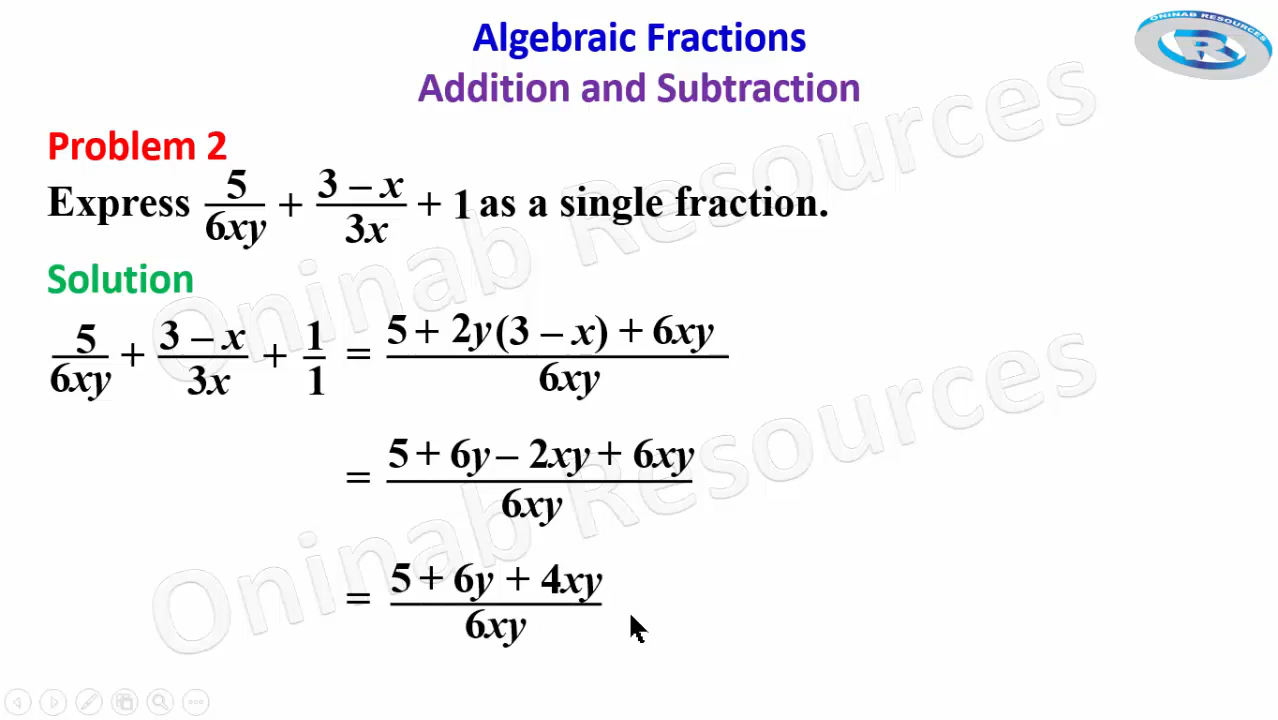 ONINAB RESOURCES
R
Algebraic Fractions
Addition and Subtraction
Problem 2
Express 5/6xy + (3 – x)/3x + 1 as a single fraction.
Solution
5/6xy + (3 – x)/3x + 1/1 = (5 + 2y(3 – x) + 6xy)/6xy
= (5 + 6y – 2xy + 6xy)/6xy
= (5 + 6y + 4xy)/6xy
Oninab Resources
Oninab Resources